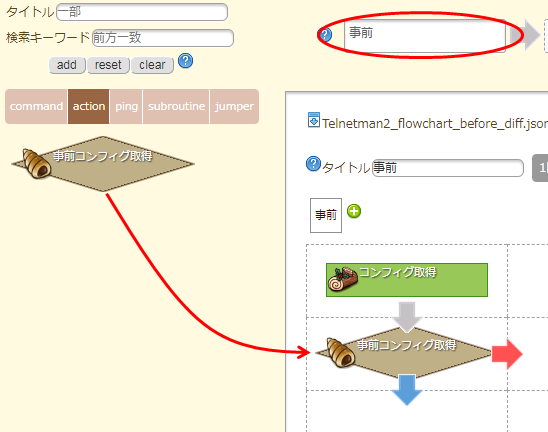 タイトル 一部
検索キーワード 前方一致
add reset clear
command action ping subroutine jumper
事前コンフィグ取得
事前
Telnetman2_flowchart_before_diff.json
タイトル 事前
事前
コンフィグ取得
事前コンフィグ取得